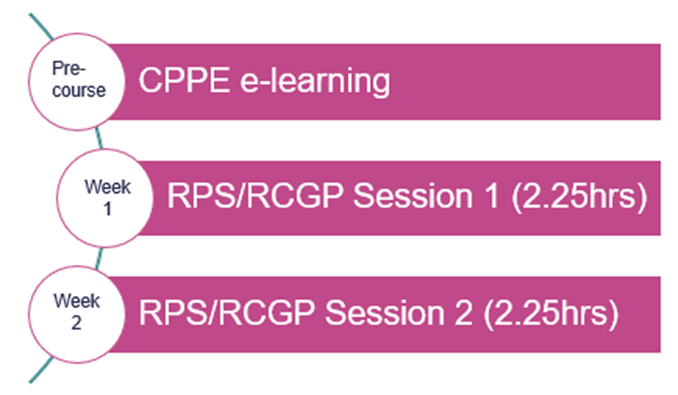 Pre-
course
CPPE e-learning
Week
1
RPS/RCGP Session 1 (2.25hrs)
Week
2
RPS/RCGP Session 2 (2.25hrs)